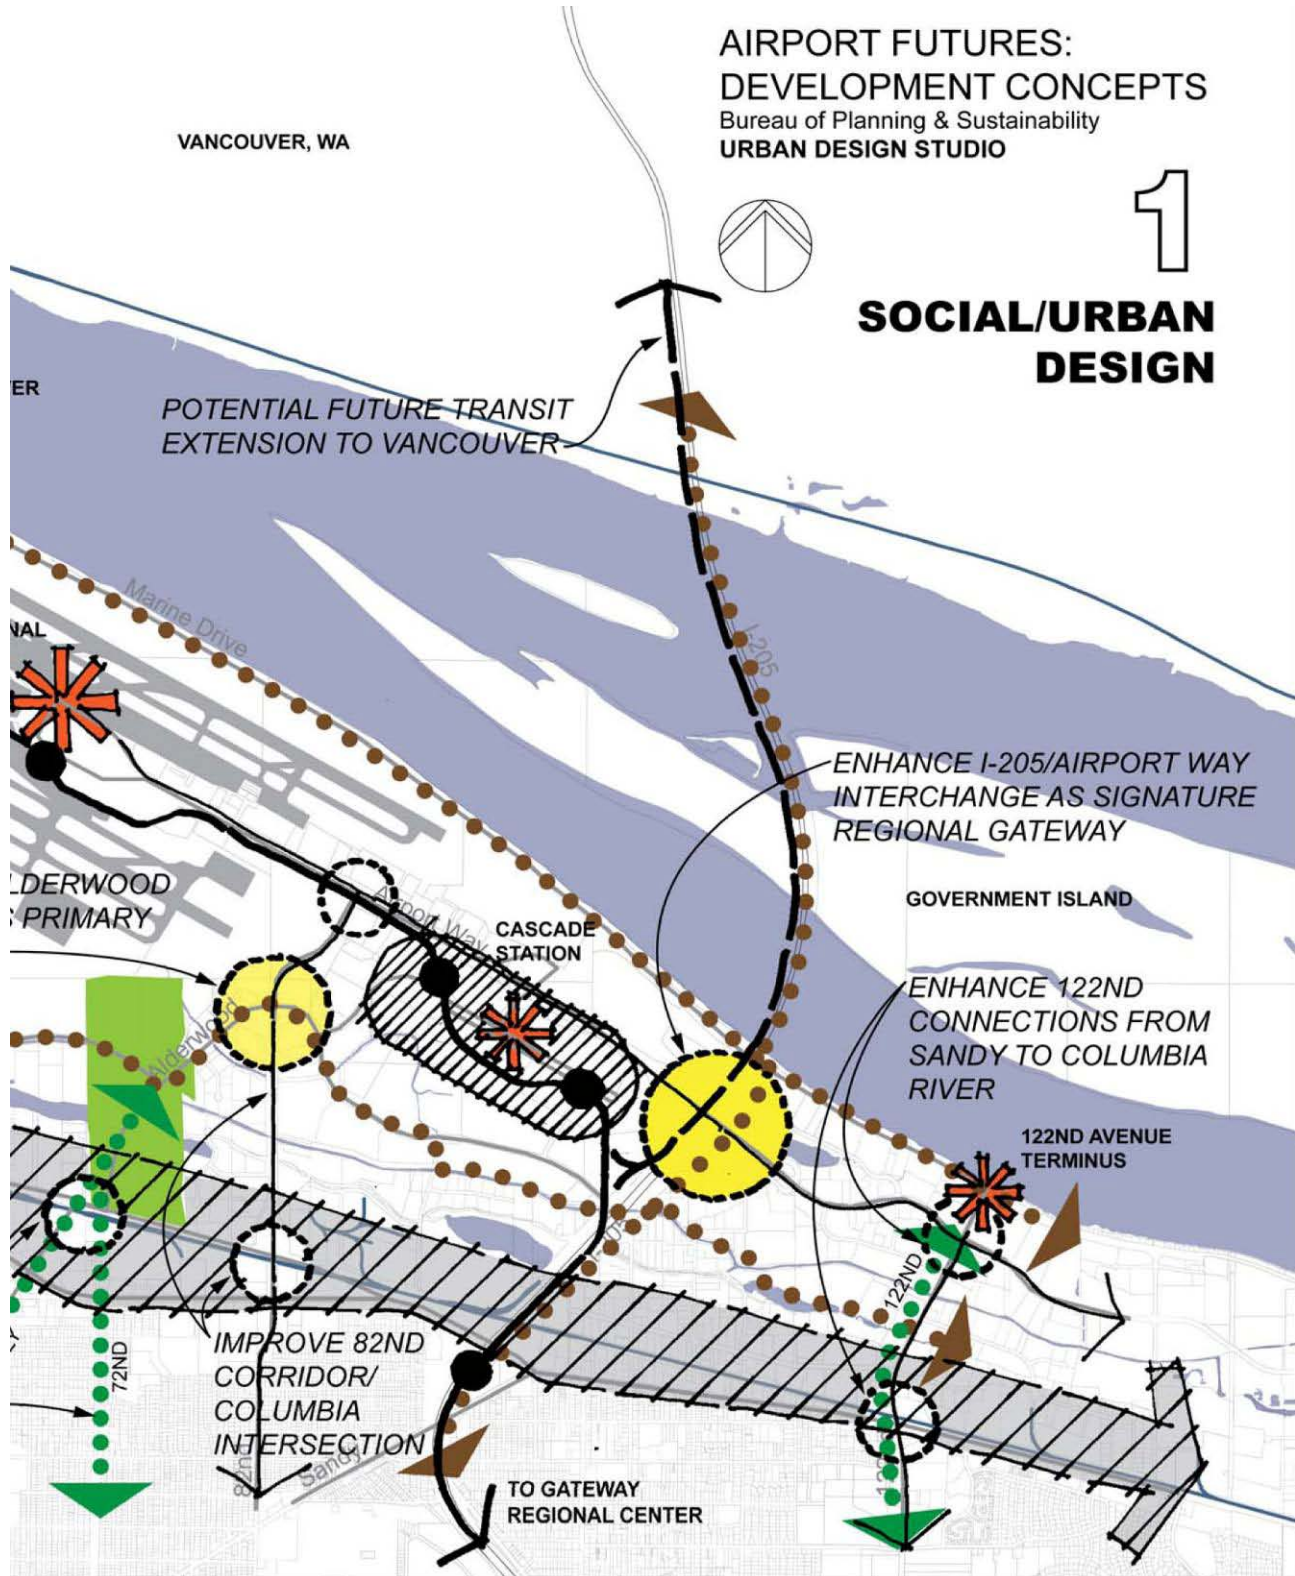 AIRPORT FUTURES:
DEVELOPMENT CONCEPTS
Bureau of Planning & Sustainability
URBAN DESIGN STUDIO
1
SOCIAL/URBAN
DESIGN
VANCOUVER, WA
ER
POTENTIAL FUTURE TRANSIT
EXTENSION TO VANCOUVER
Marine Drive
I-205
NAL
ENHANCE I-205/AIRPORT WAY
INTERCHANGE AS SIGNATURE
REGIONAL GATEWAY
LDERWOOD
S PRIMARY
Airport Way
CASCADE
STATION
GOVERNMENT ISLAND
ENHANCE 122ND
CONNECTIONS FROM
SANDY TO COLUMBIA
RIVER
Alderwood
122ND AVENUE
TERMINUS
122ND
72ND
IMPROVE 82ND
CORRIDOR/
COLUMBIA
INTERSECTION
82nd
Sandy
TO GATEWAY
REGIONAL CENTER